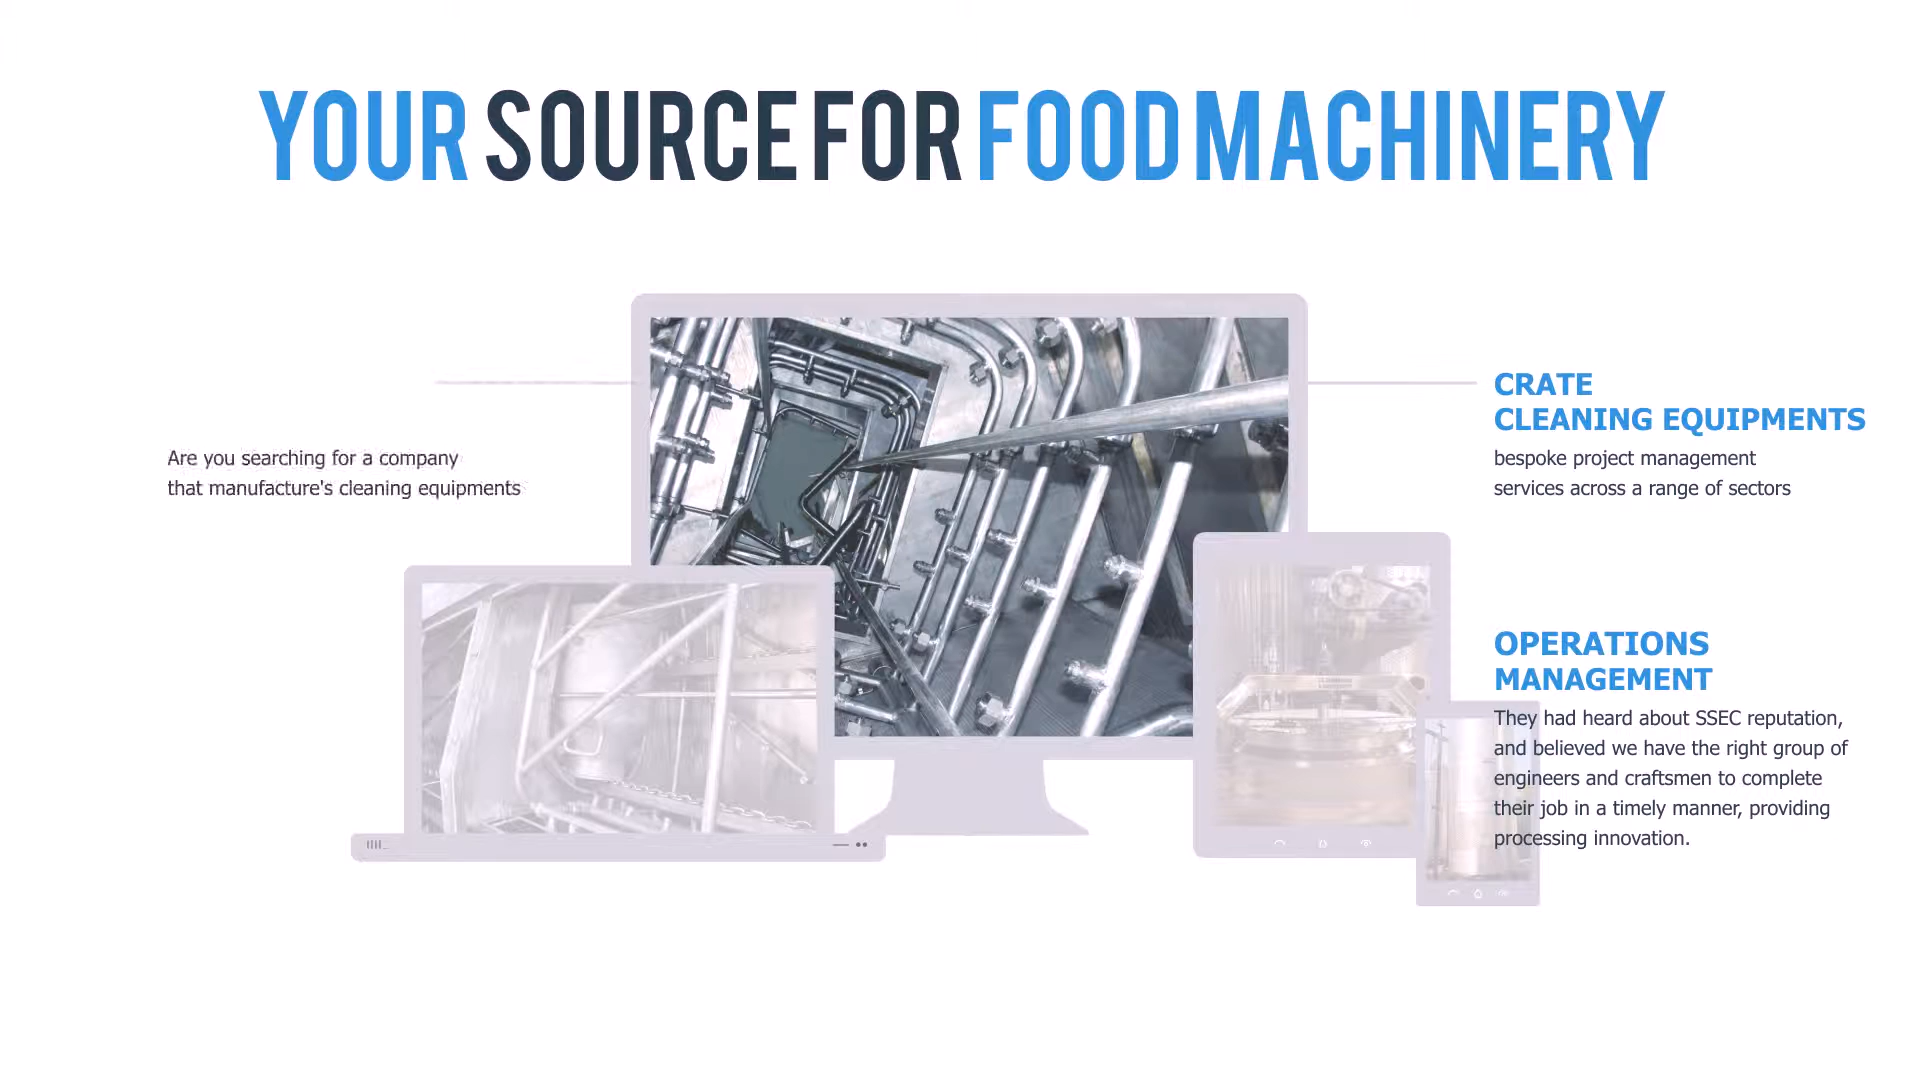 YOUR SOURCE FOR FOOD MACHINERY
Are you searching for a company
that manufacture's cleaning equipments
CRATE
CLEANING EQUIPMENTS
bespoke project management
services across a range of sectors
OPERATIONS
MANAGEMENT
They had heard about SSEC reputation,
and believed we have the right group of
engineers and craftsmen to complete
their job in a timely manner, providing
processing innovation.